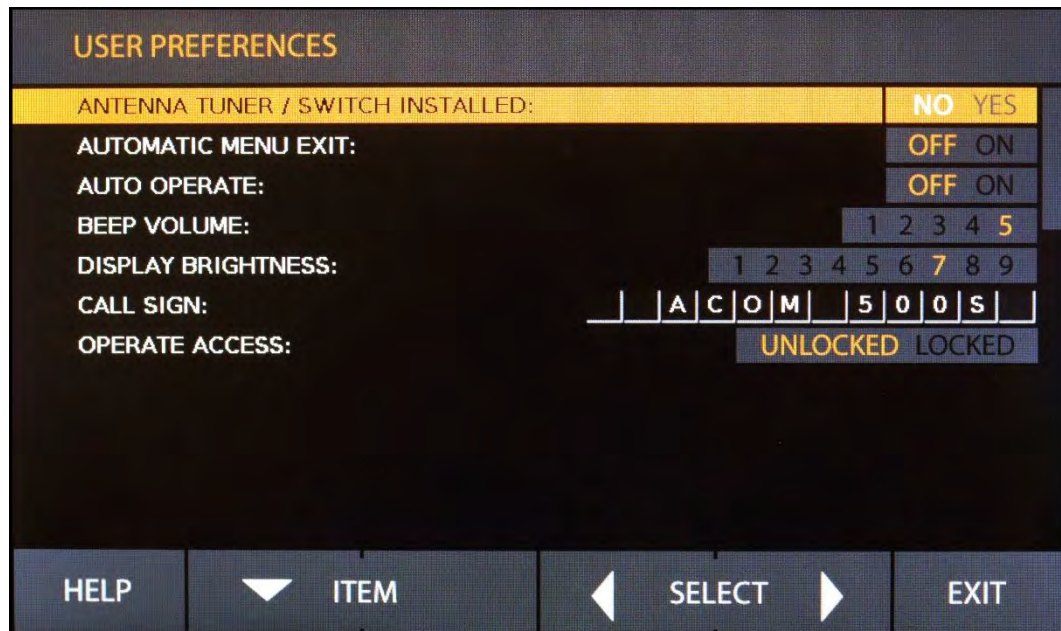 USER PREFERENCES
ANTENNA TUNER / SWITCH INSTALLED: NO YES
AUTOMATIC MENU EXIT: OFF ON
AUTO OPERATE: OFF ON
BEEP VOLUME: 1 2 3 4 5
DISPLAY BRIGHTNESS: 1 2 3 4 5 6 7 8 9
CALL SIGN: _|_|A|C|O|M|_|5|0|0|S|_|
OPERATE ACCESS: UNLOCKED LOCKED
HELP ITEM SELECT EXIT